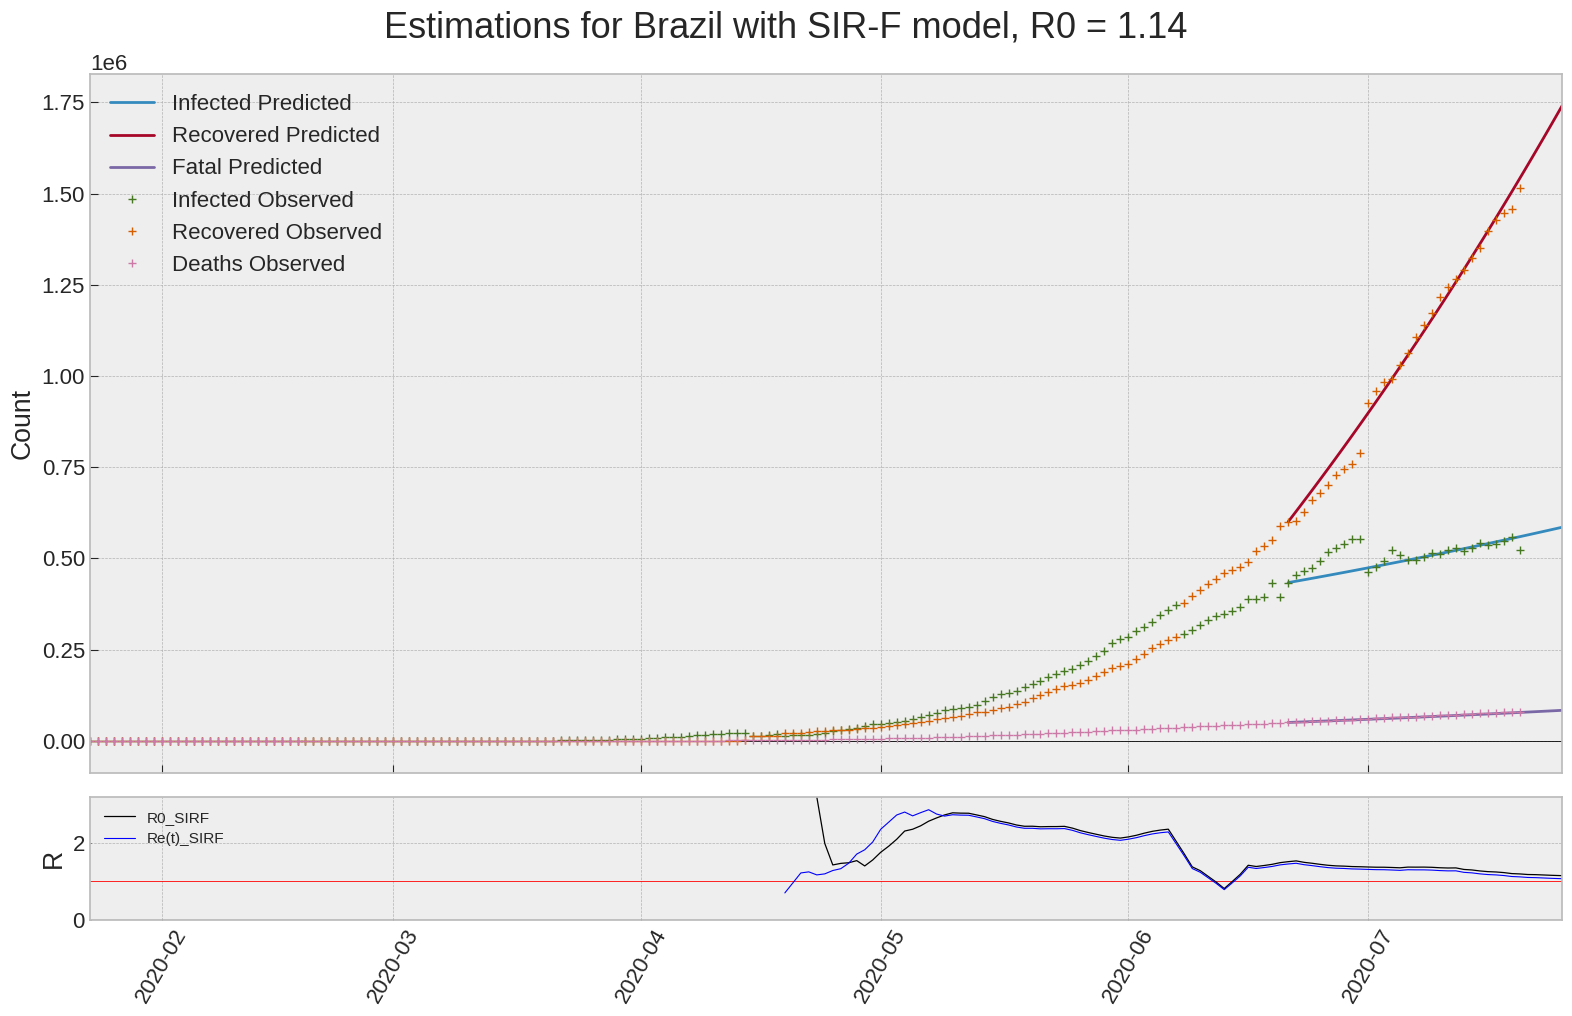 Estimations for Brazil with SIR-F model, R0 = 1.14
1e6
1.75
1.50
1.25
1.00
0.75
0.50
0.25
0.00
Count
Infected Predicted
Recovered Predicted
Fatal Predicted
Infected Observed
Recovered Observed
Deaths Observed
2
0
R
R0_SIRF
Re(t)_SIRF
2020-02
2020-03
2020-04
2020-05
2020-06
2020-07